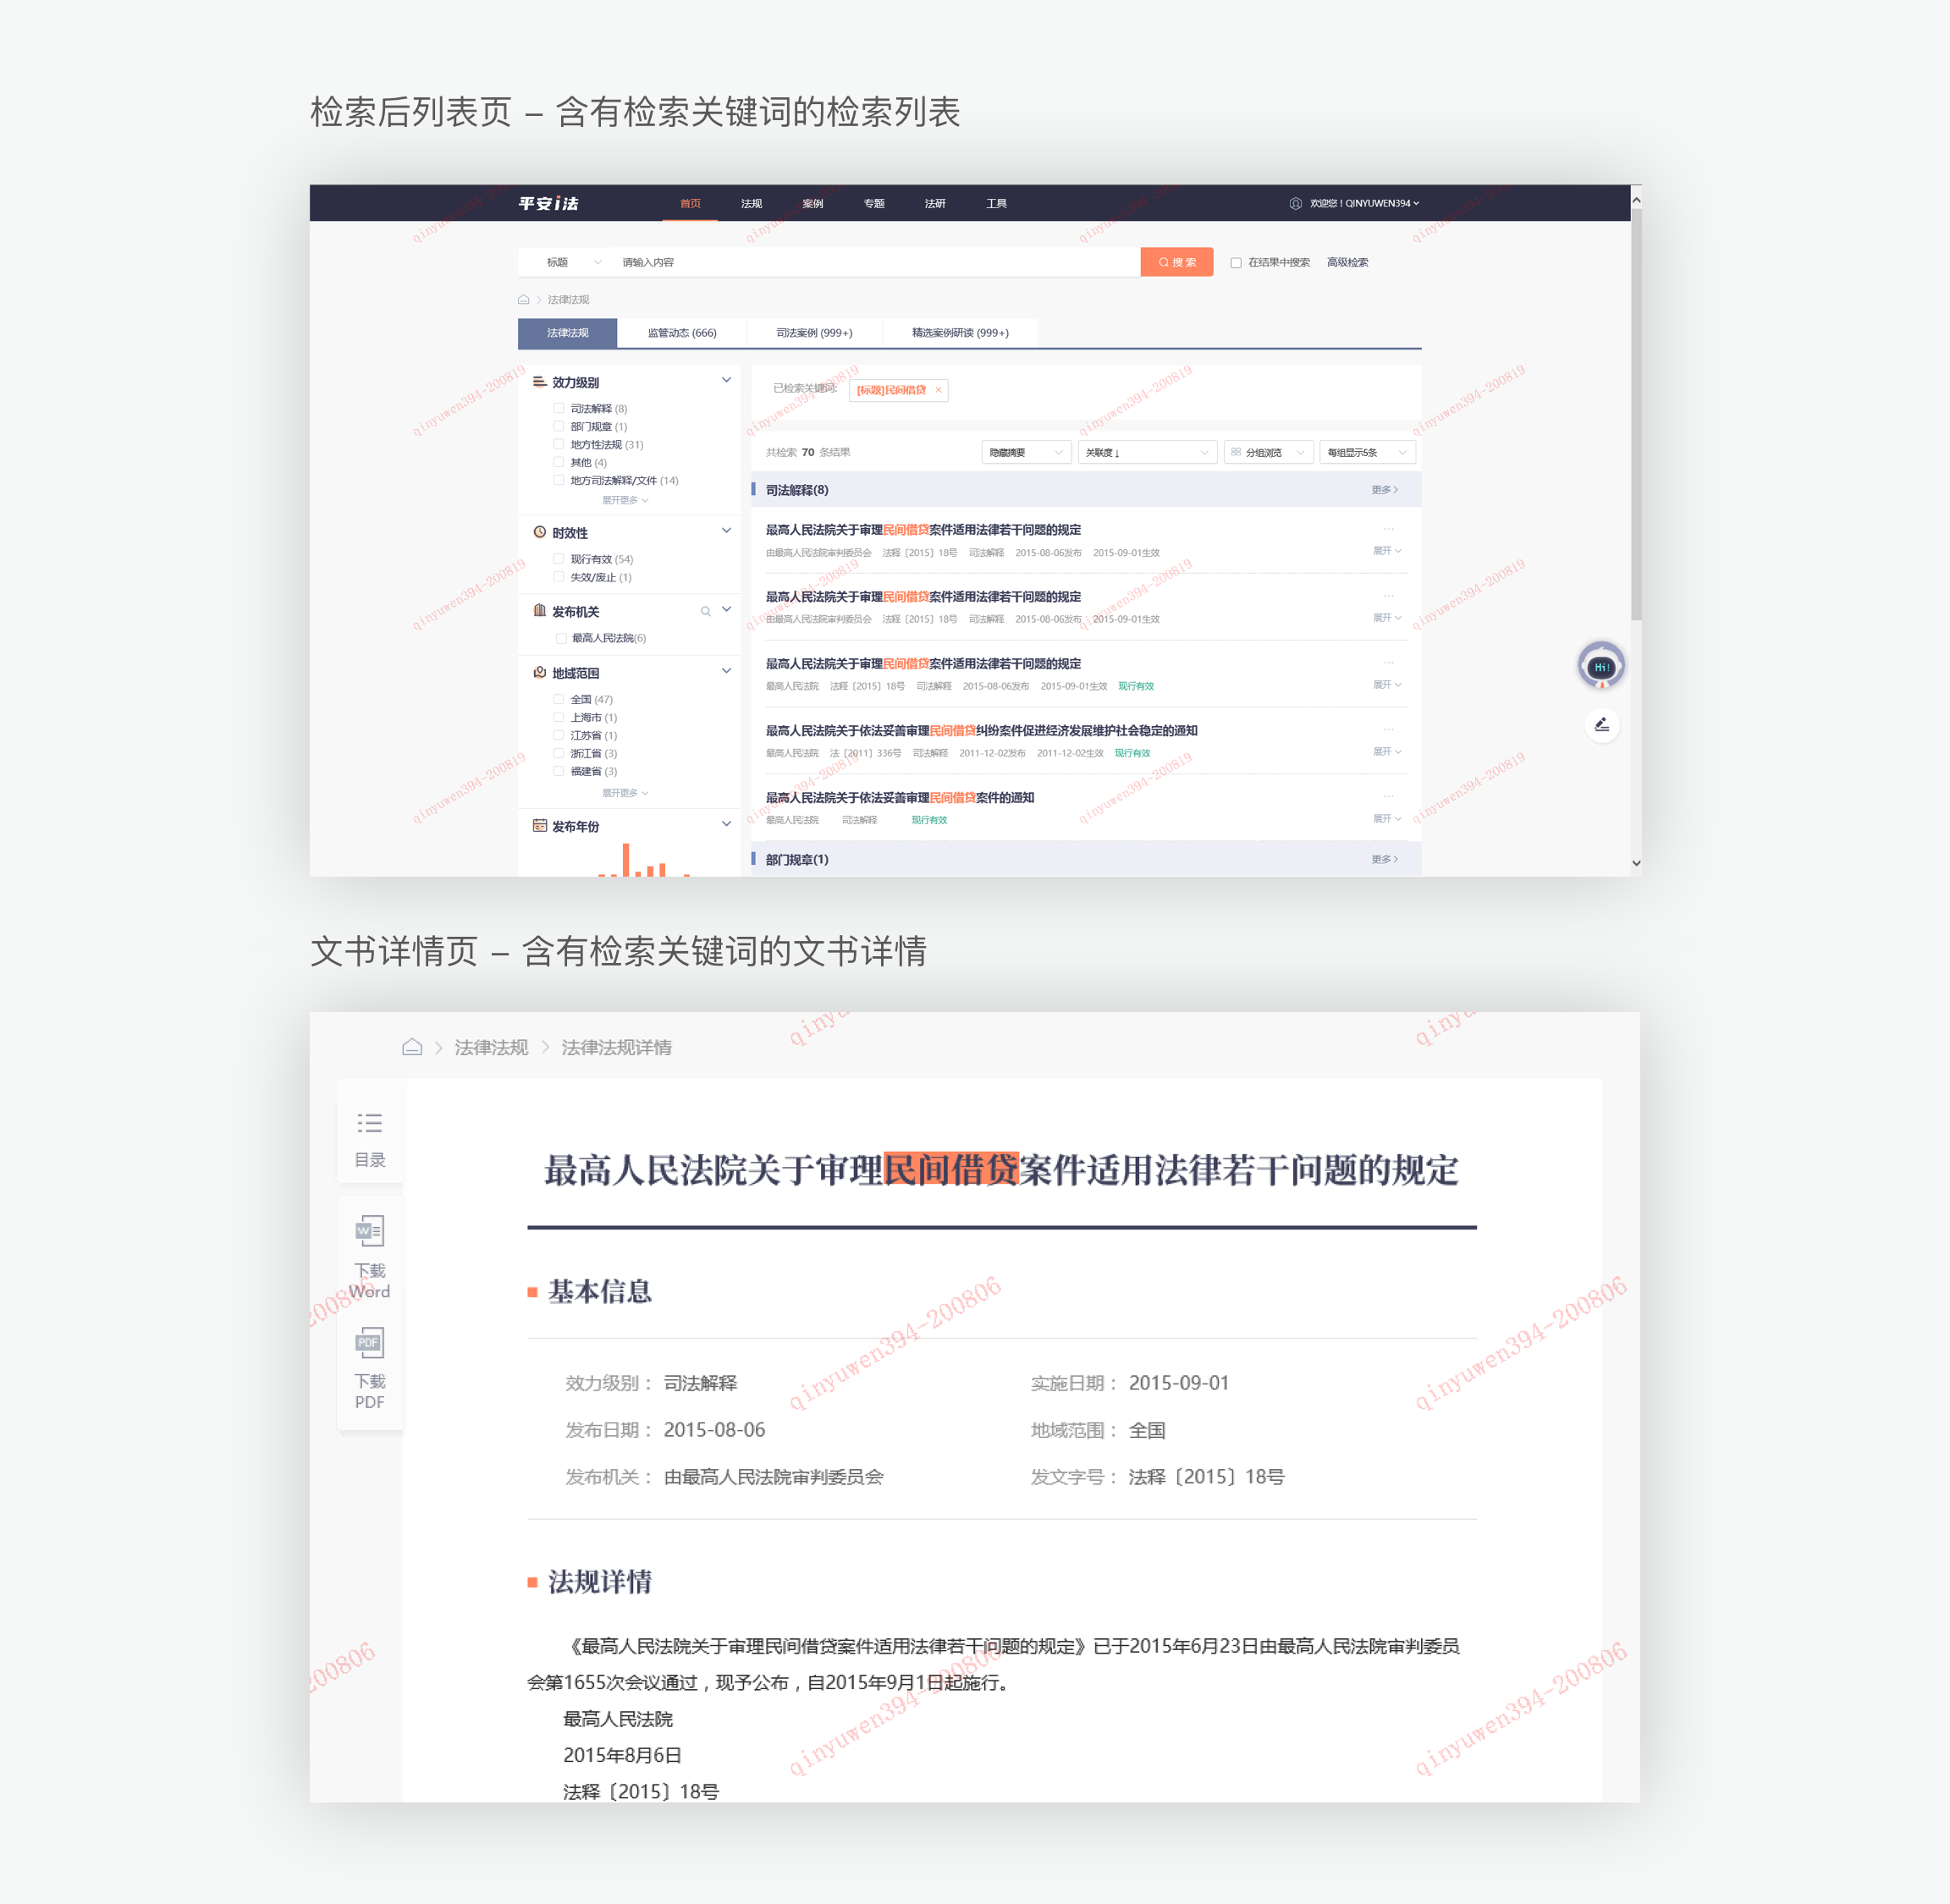 检索后列表页 – 含有检索关键词的检索列表
平安i法 首页 法规 案例 专题 法研 工具 欢迎您！QINYUWEN394
标题 请输入内容 搜索 在结果中搜索 高级检索
法律法规
法律法规 监管动态 (666) 司法案例 (999+) 精选案例研读 (999+)
效力级别
司法解释 (8)
部门规章 (1)
地方性法规 (31)
其他 (4)
地方司法解释/文件 (14)
展开更多
时效性
现行有效 (54)
失效/废止 (1)
发布机关
最高人民法院(6)
地域范围
全国 (47)
上海市 (1)
江苏省 (1)
浙江省 (3)
福建省 (3)
展开更多
发布年份
已检索关键词: [标题]民间借贷 ×
共检索 70 条结果 隐藏摘要 关联度↓ 分组浏览 每组显示5条
司法解释(8) 更多
最高人民法院关于审理民间借贷案件适用法律若干问题的规定 ...
由最高人民法院审判委员会 法释〔2015〕18号 司法解释 2015-08-06发布 2015-09-01生效 展开
最高人民法院关于审理民间借贷案件适用法律若干问题的规定 ...
由最高人民法院审判委员会 法释〔2015〕18号 司法解释 2015-08-06发布 2015-09-01生效 展开
最高人民法院关于审理民间借贷案件适用法律若干问题的规定 ...
最高人民法院 法释〔2015〕18号 司法解释 2015-08-06发布 2015-09-01生效 现行有效 展开
最高人民法院关于依法妥善审理民间借贷纠纷案件促进经济发展维护社会稳定的通知 ...
最高人民法院 法〔2011〕336号 司法解释 2011-12-02发布 2011-12-02生效 现行有效 展开
最高人民法院关于依法妥善审理民间借贷案件的通知 ...
最高人民法院 司法解释 现行有效 展开
部门规章(1) 更多
Hi!
qinyuwen394-200819
文书详情页 – 含有检索关键词的文书详情
法律法规 法律法规详情
目录
下载
Word
PDF
下载
PDF
最高人民法院关于审理民间借贷案件适用法律若干问题的规定
基本信息
效力级别： 司法解释 实施日期： 2015-09-01
发布日期： 2015-08-06 地域范围： 全国
发布机关： 由最高人民法院审判委员会 发文字号： 法释〔2015〕18号
法规详情
《最高人民法院关于审理民间借贷案件适用法律若干问题的规定》已于2015年6月23日由最高人民法院审判委员
会第1655次会议通过，现予公布，自2015年9月1日起施行。
最高人民法院
2015年8月6日
法释〔2015〕18号
qinyuwen394-200806